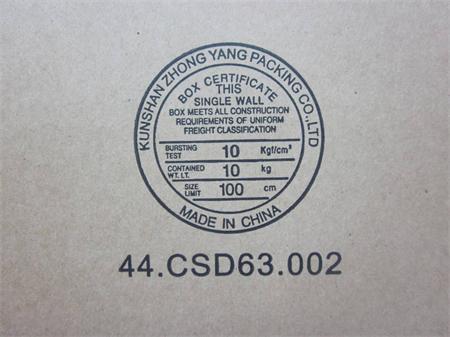 KUNSHAN ZHONG YANG PACKING CO.,LTD
BOX CERTIFICATE
THIS
SINGLE WALL
BOX MEETS ALL CONSTRUCTION
REQUIREMENTS OF UNIFORM
FREIGHT CLASSIFICATION
BURSTING TEST 10 Kgf/cm²
CONTAINED WT. LT. 10 kg
SIZE LIMIT 100 cm
MADE IN CHINA
44.CSD63.002